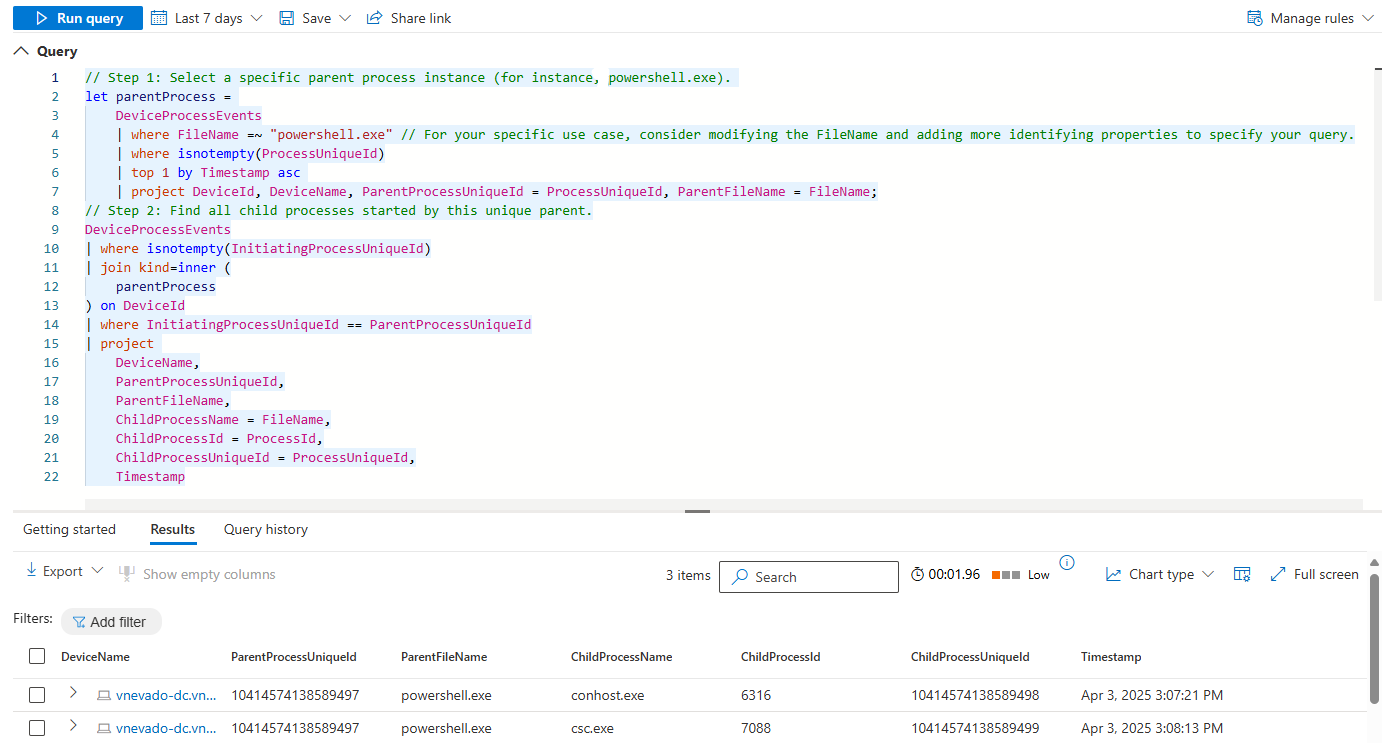 Run query Last 7 days Save Share link Manage rules
Query
1 // Step 1: Select a specific parent process instance (for instance, powershell.exe).
2 let parentProcess =
3 DeviceProcessEvents
4 | where FileName =~ "powershell.exe" // For your specific use case, consider modifying the FileName and adding more identifying properties to specify your query.
5 | where isnotempty(ProcessUniqueId)
6 | top 1 by Timestamp asc
7 | project DeviceId, DeviceName, ParentProcessUniqueId = ProcessUniqueId, ParentFileName = FileName;
8 // Step 2: Find all child processes started by this unique parent.
9 DeviceProcessEvents
10 | where isnotempty(InitiatingProcessUniqueId)
11 | join kind=inner (
12 parentProcess
13 ) on DeviceId
14 | where InitiatingProcessUniqueId == ParentProcessUniqueId
15 | project
16 DeviceName,
17 ParentProcessUniqueId,
18 ParentFileName,
19 ChildProcessName = FileName,
20 ChildProcessId = ProcessId,
21 ChildProcessUniqueId = ProcessUniqueId,
22 Timestamp
Getting started Results Query history
Export Show empty columns 3 items Search 00:01.96 Low Chart type Full screen
Filters: Add filter
DeviceName ParentProcessUniqueId ParentFileName ChildProcessName ChildProcessId ChildProcessUniqueId Timestamp
vnevado-dc.vn... 10414574138589497 powershell.exe conhost.exe 6316 10414574138589498 Apr 3, 2025 3:07:21 PM
vnevado-dc.vn... 10414574138589497 powershell.exe csc.exe 7088 10414574138589499 Apr 3, 2025 3:08:13 PM